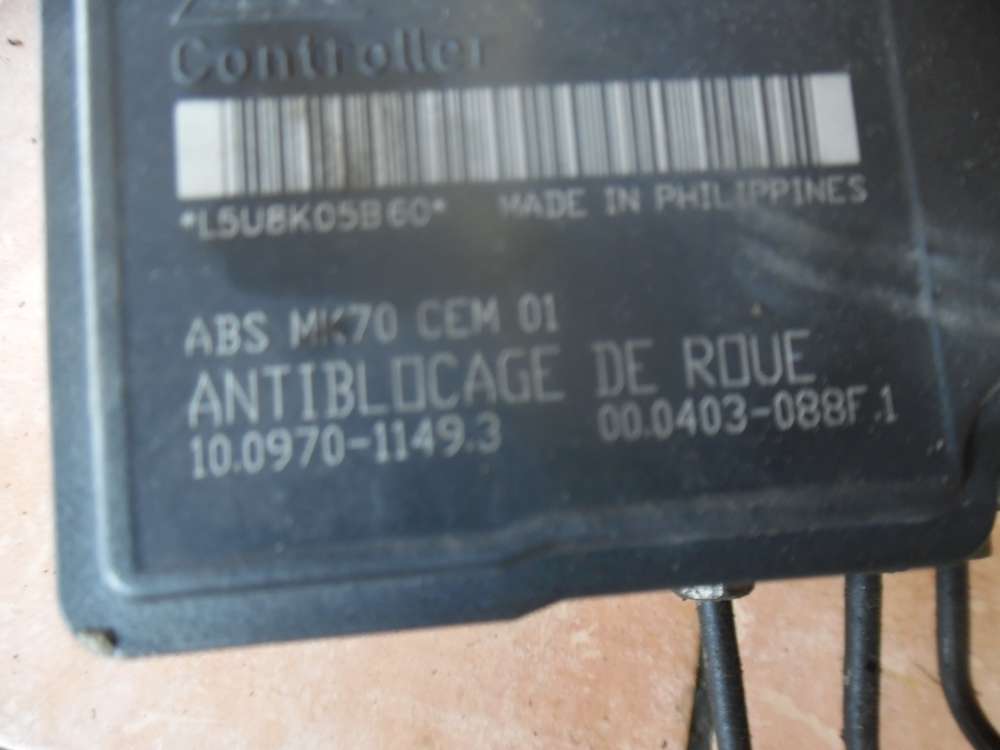 Controller
*L5U8K05B60* MADE IN PHILIPPINES
ABS MK70 CEM 01
ANTIBLOCAGE DE ROUE
10.0970-1149.3 00.0403-088F.1